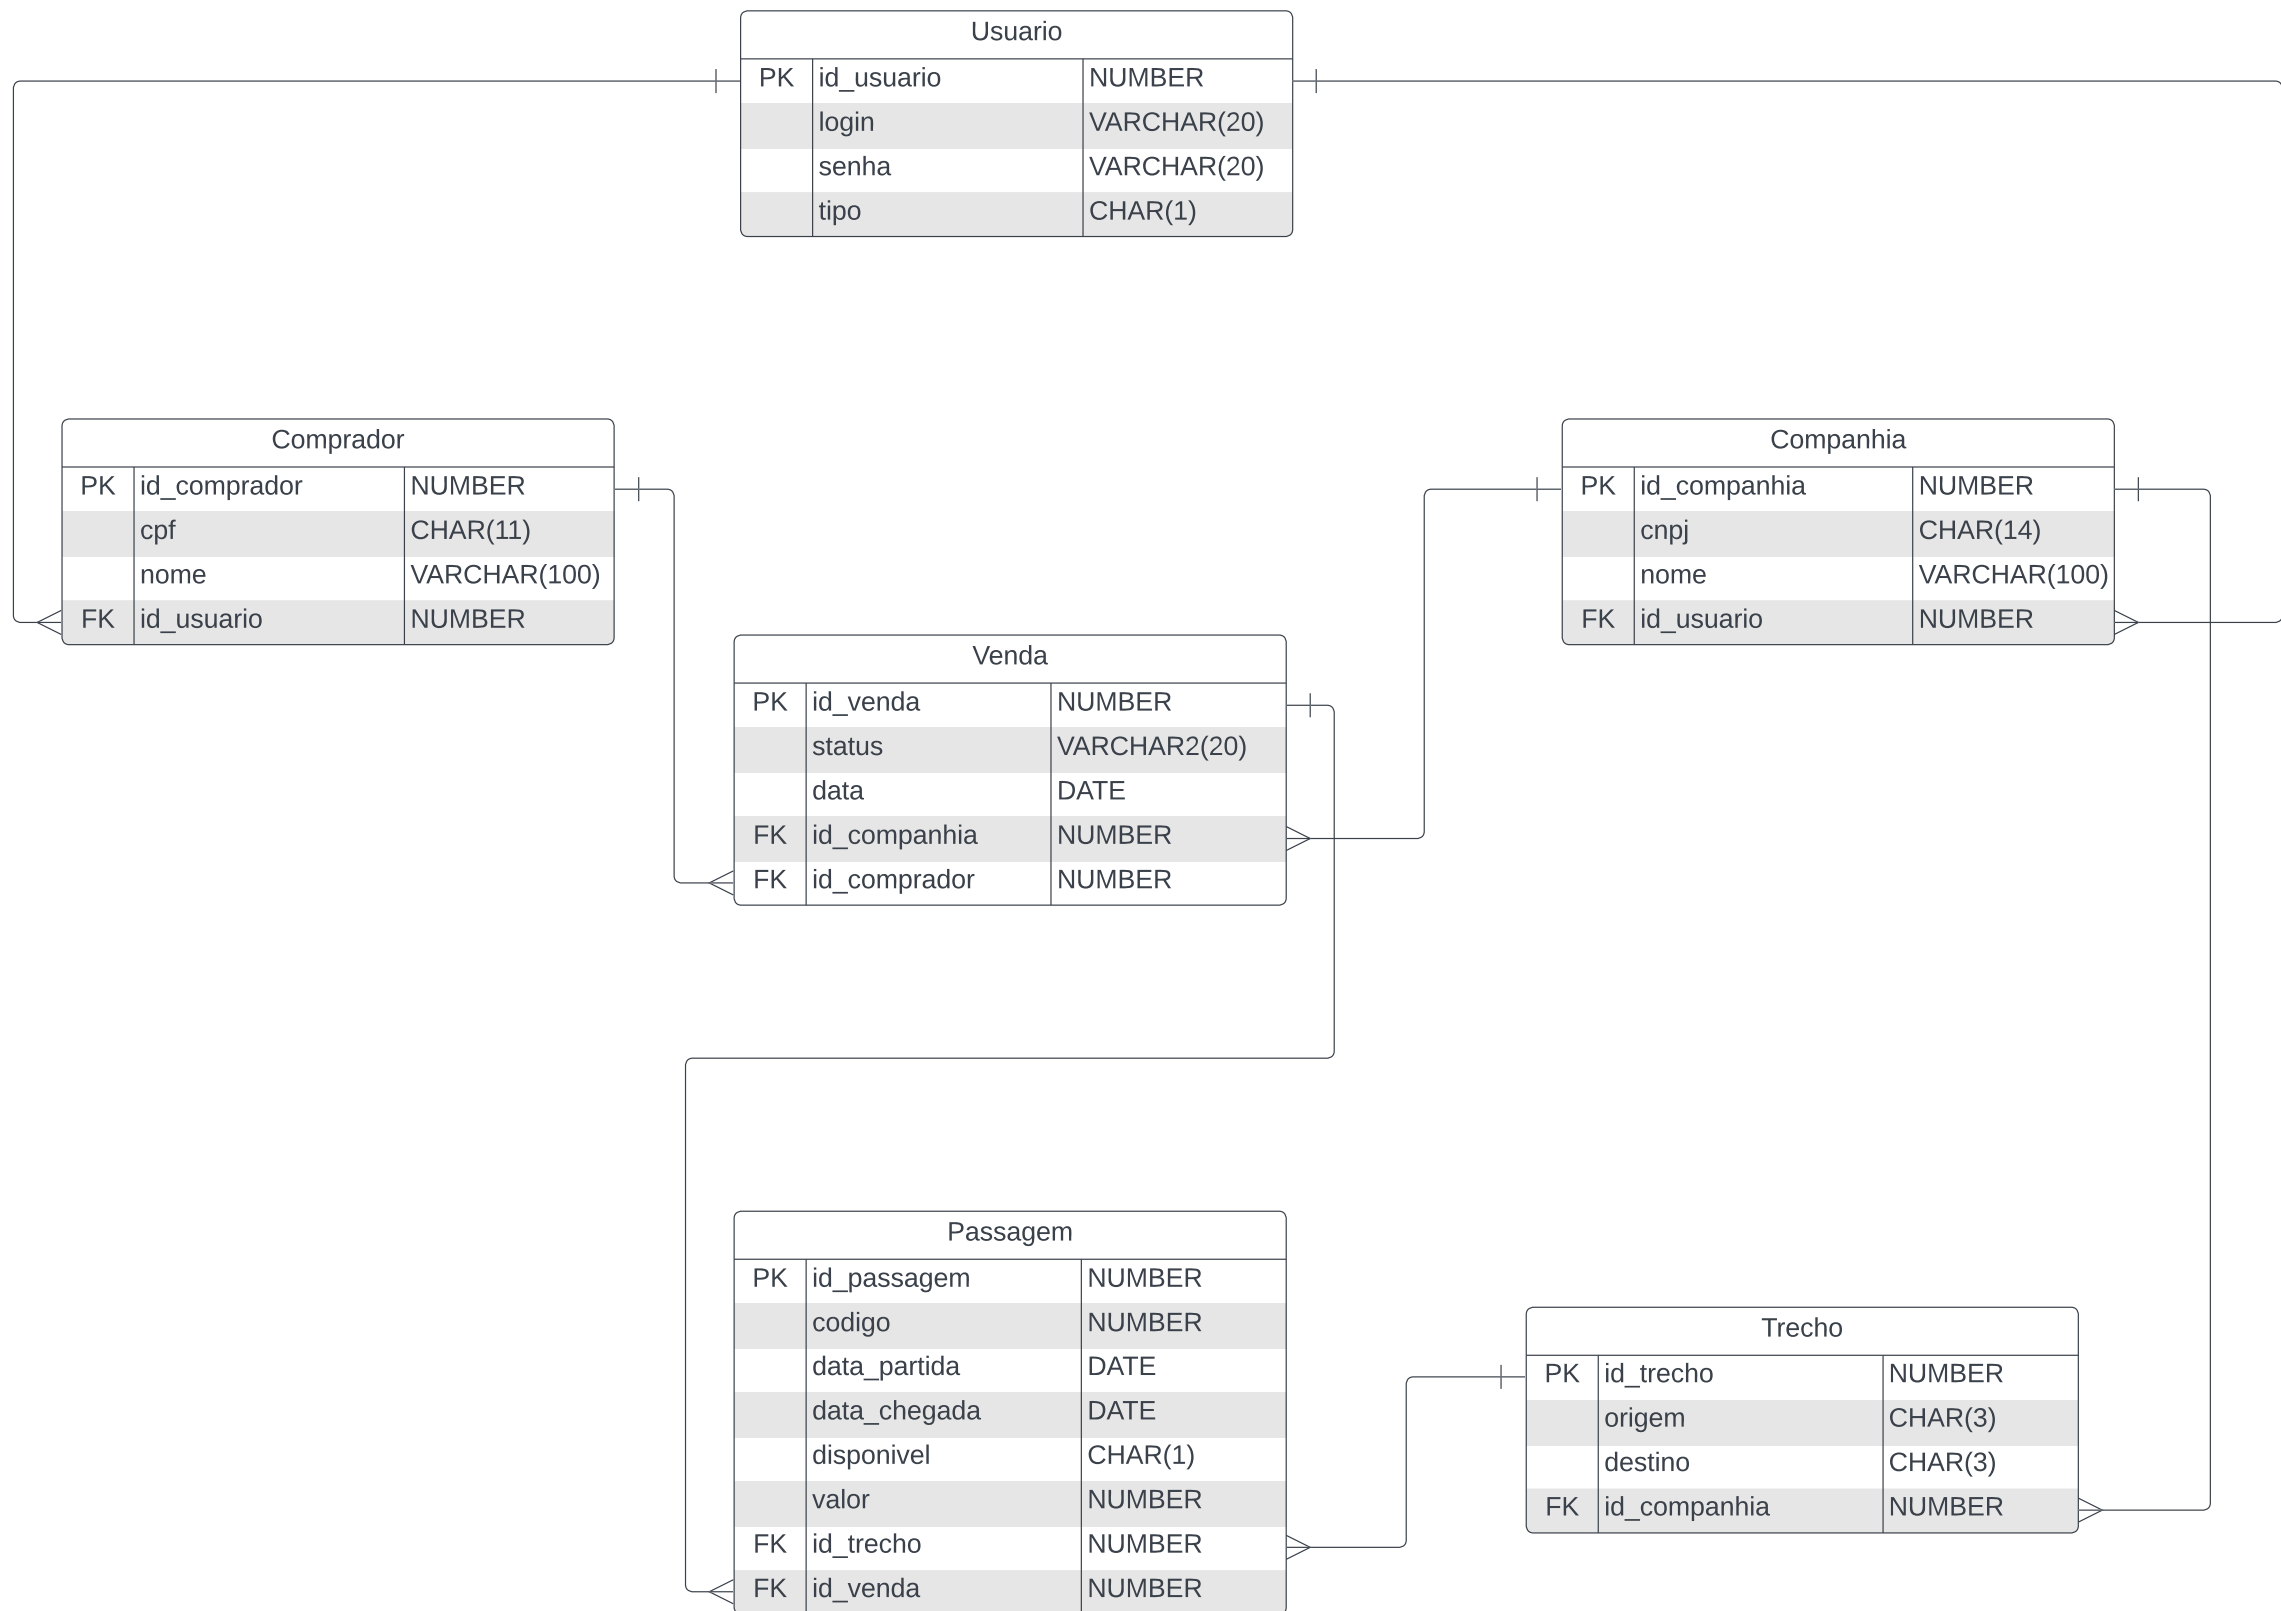 Usuario
PK id_usuario NUMBER
login VARCHAR(20)
senha VARCHAR(20)
tipo CHAR(1)
Comprador
PK id_comprador NUMBER
cpf CHAR(11)
nome VARCHAR(100)
FK id_usuario NUMBER
Companhia
PK id_companhia NUMBER
cnpj CHAR(14)
nome VARCHAR(100)
FK id_usuario NUMBER
Venda
PK id_venda NUMBER
status VARCHAR2(20)
data DATE
FK id_companhia NUMBER
FK id_comprador NUMBER
Passagem
PK id_passagem NUMBER
codigo NUMBER
data_partida DATE
data_chegada DATE
disponivel CHAR(1)
valor NUMBER
FK id_trecho NUMBER
FK id_venda NUMBER
Trecho
PK id_trecho NUMBER
origem CHAR(3)
destino CHAR(3)
FK id_companhia NUMBER